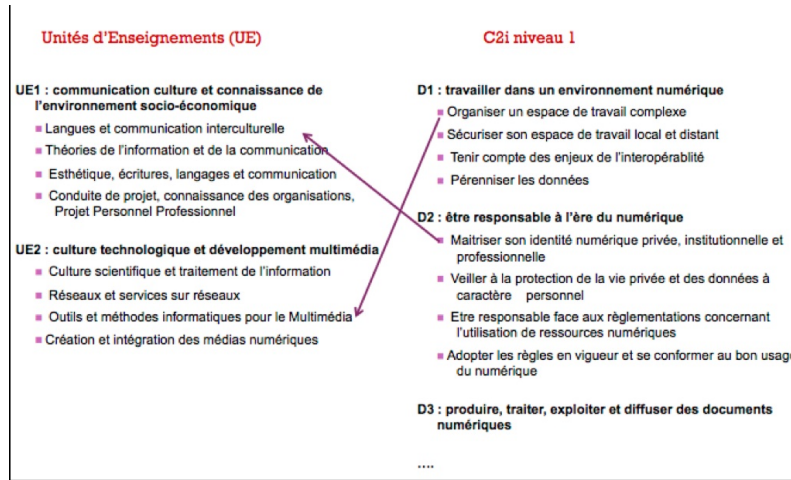 Unités d'Enseignements (UE)
UE1 : communication culture et connaissance de
l'environnement socio-économique
Langues et communication interculturelle
Théories de l'information et de la communication
Esthétique, écritures, langages et communication
Conduite de projet, connaissance des organisations,
Projet Personnel Professionnel
UE2 : culture technologique et développement multimédia
Culture scientifique et traitement de l'information
Réseaux et services sur réseaux
Outils et méthodes informatiques pour le Multimédia
Création et intégration des médias numériques
C2i niveau 1
D1 : travailler dans un environnement numérique
Organiser un espace de travail complexe
Sécuriser son espace de travail local et distant
Tenir compte des enjeux de l'interopérablité
Pérenniser les données
D2 : être responsable à l'ère du numérique
Maitriser son identité numérique privée, institutionnelle et
professionnelle
Veiller à la protection de la vie privée et des données à
caractère personnel
Etre responsable face aux règlementations concernant
l'utilisation de ressources numériques
Adopter les règles en vigueur et se conformer au bon usage
du numérique
D3 : produire, traiter, exploiter et diffuser des documents
numériques
....